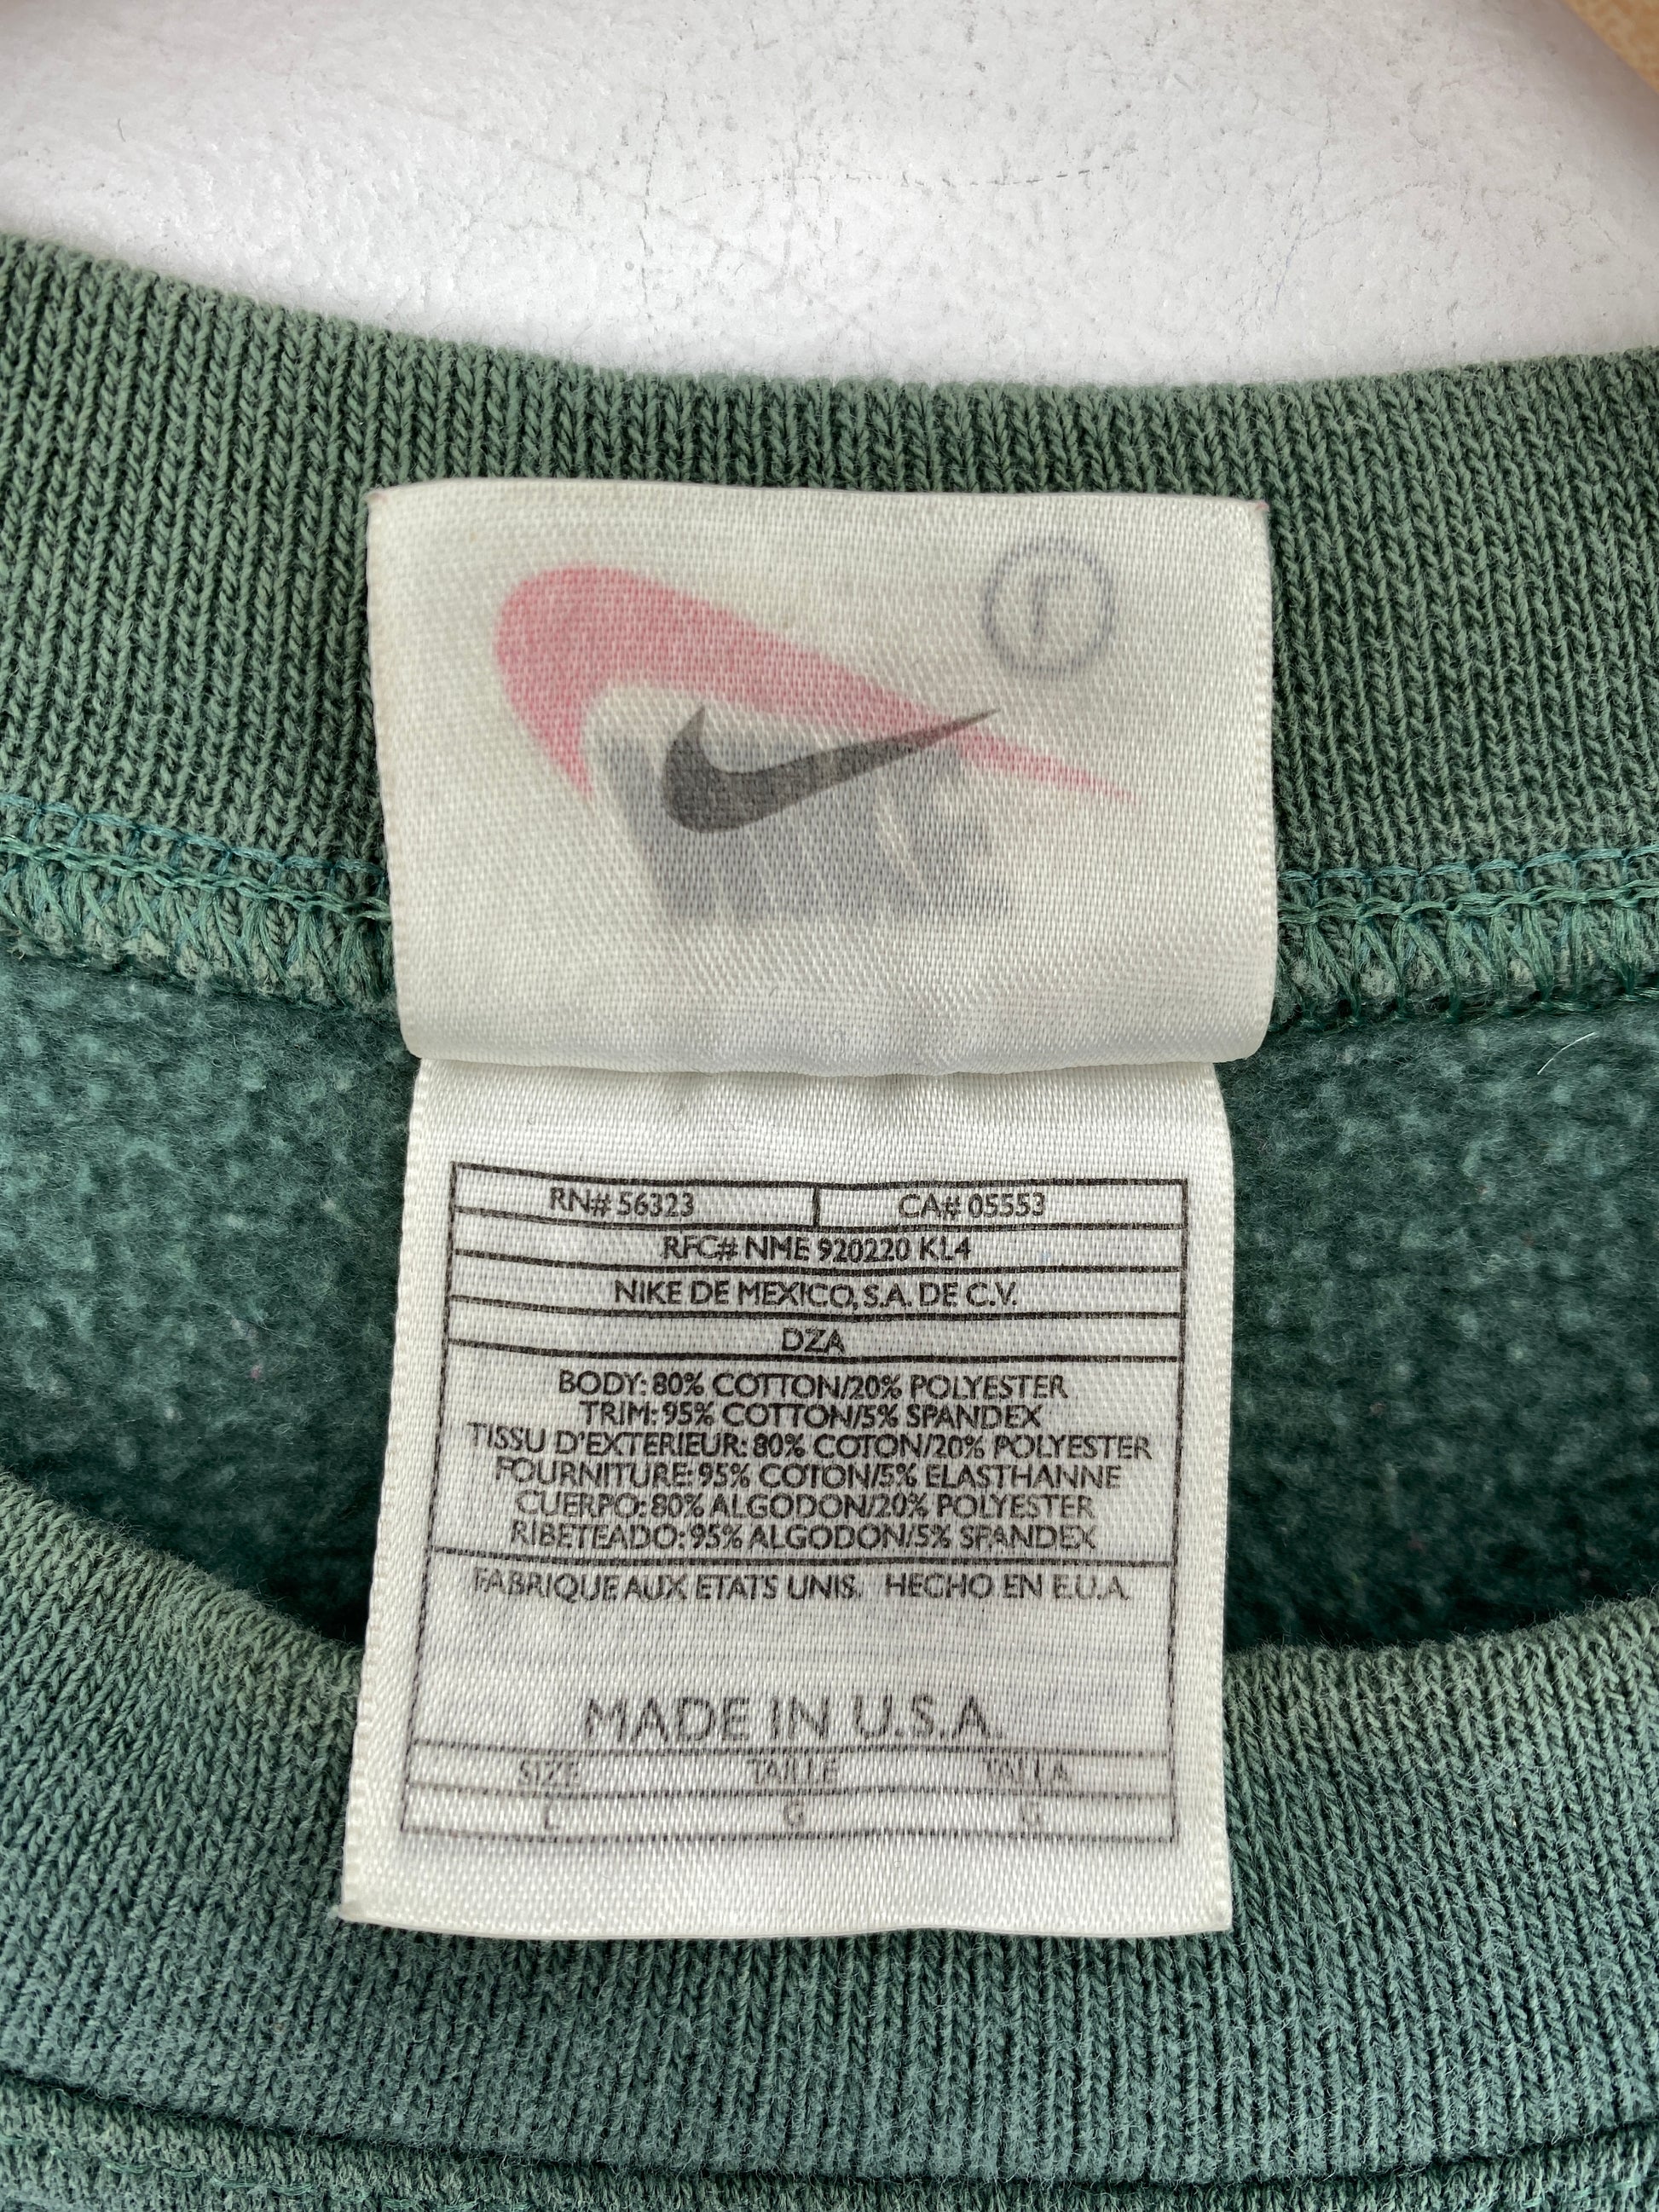 RN# 56323 CA# 05553
RFC# NME 920220 KL4
NIKE DE MEXICO, S.A. DE C.V.
DZA
BODY: 80% COTTON/20% POLYESTER
TRIM: 95% COTTON/5% SPANDEX
TISSU D'EXTERIEUR: 80% COTON/20% POLYESTER
FOURNITURE: 95% COTON/5% ELASTHANNE
CUERPO: 80% ALGODON/20% POLYESTER
RIBETEADO: 95% ALGODON/5% SPANDEX
FABRIQUE AUX ETATS UNIS. HECHO EN E.U.A.
MADE IN U.S.A.
SIZE TAILLE TALLA
L G G